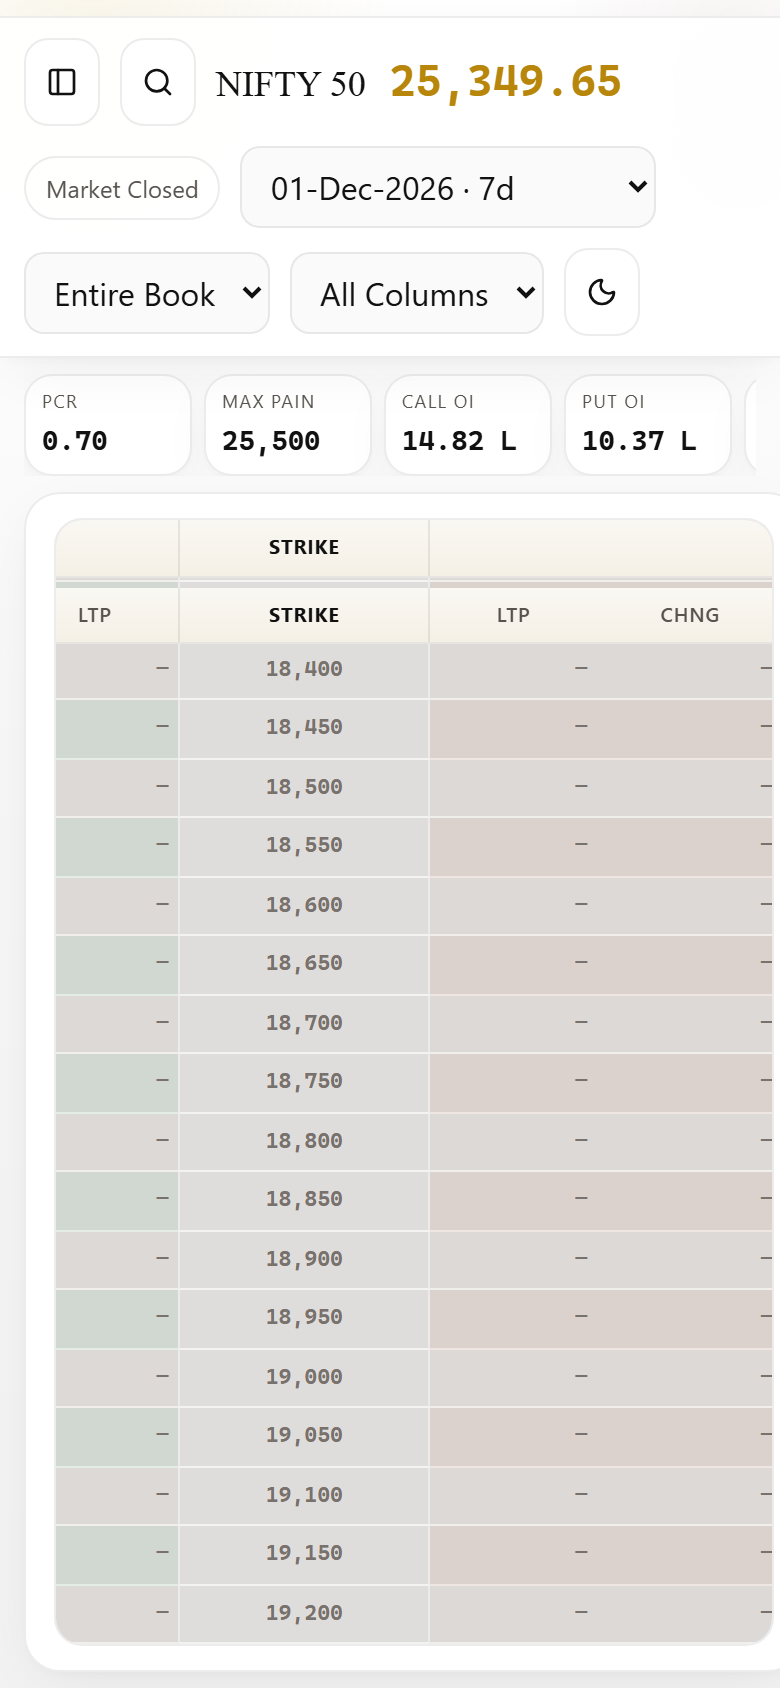 NIFTY 50 25,349.65
Market Closed 01-Dec-2026 · 7d
Entire Book All Columns
PCR MAX PAIN CALL OI PUT OI
0.70 25,500 14.82 L 10.37 L
STRIKE
LTP STRIKE LTP CHNG
– 18,400 – –
– 18,450 – –
– 18,500 – –
– 18,550 – –
– 18,600 – –
– 18,650 – –
– 18,700 – –
– 18,750 – –
– 18,800 – –
– 18,850 – –
– 18,900 – –
– 18,950 – –
– 19,000 – –
– 19,050 – –
– 19,100 – –
– 19,150 – –
– 19,200 – –